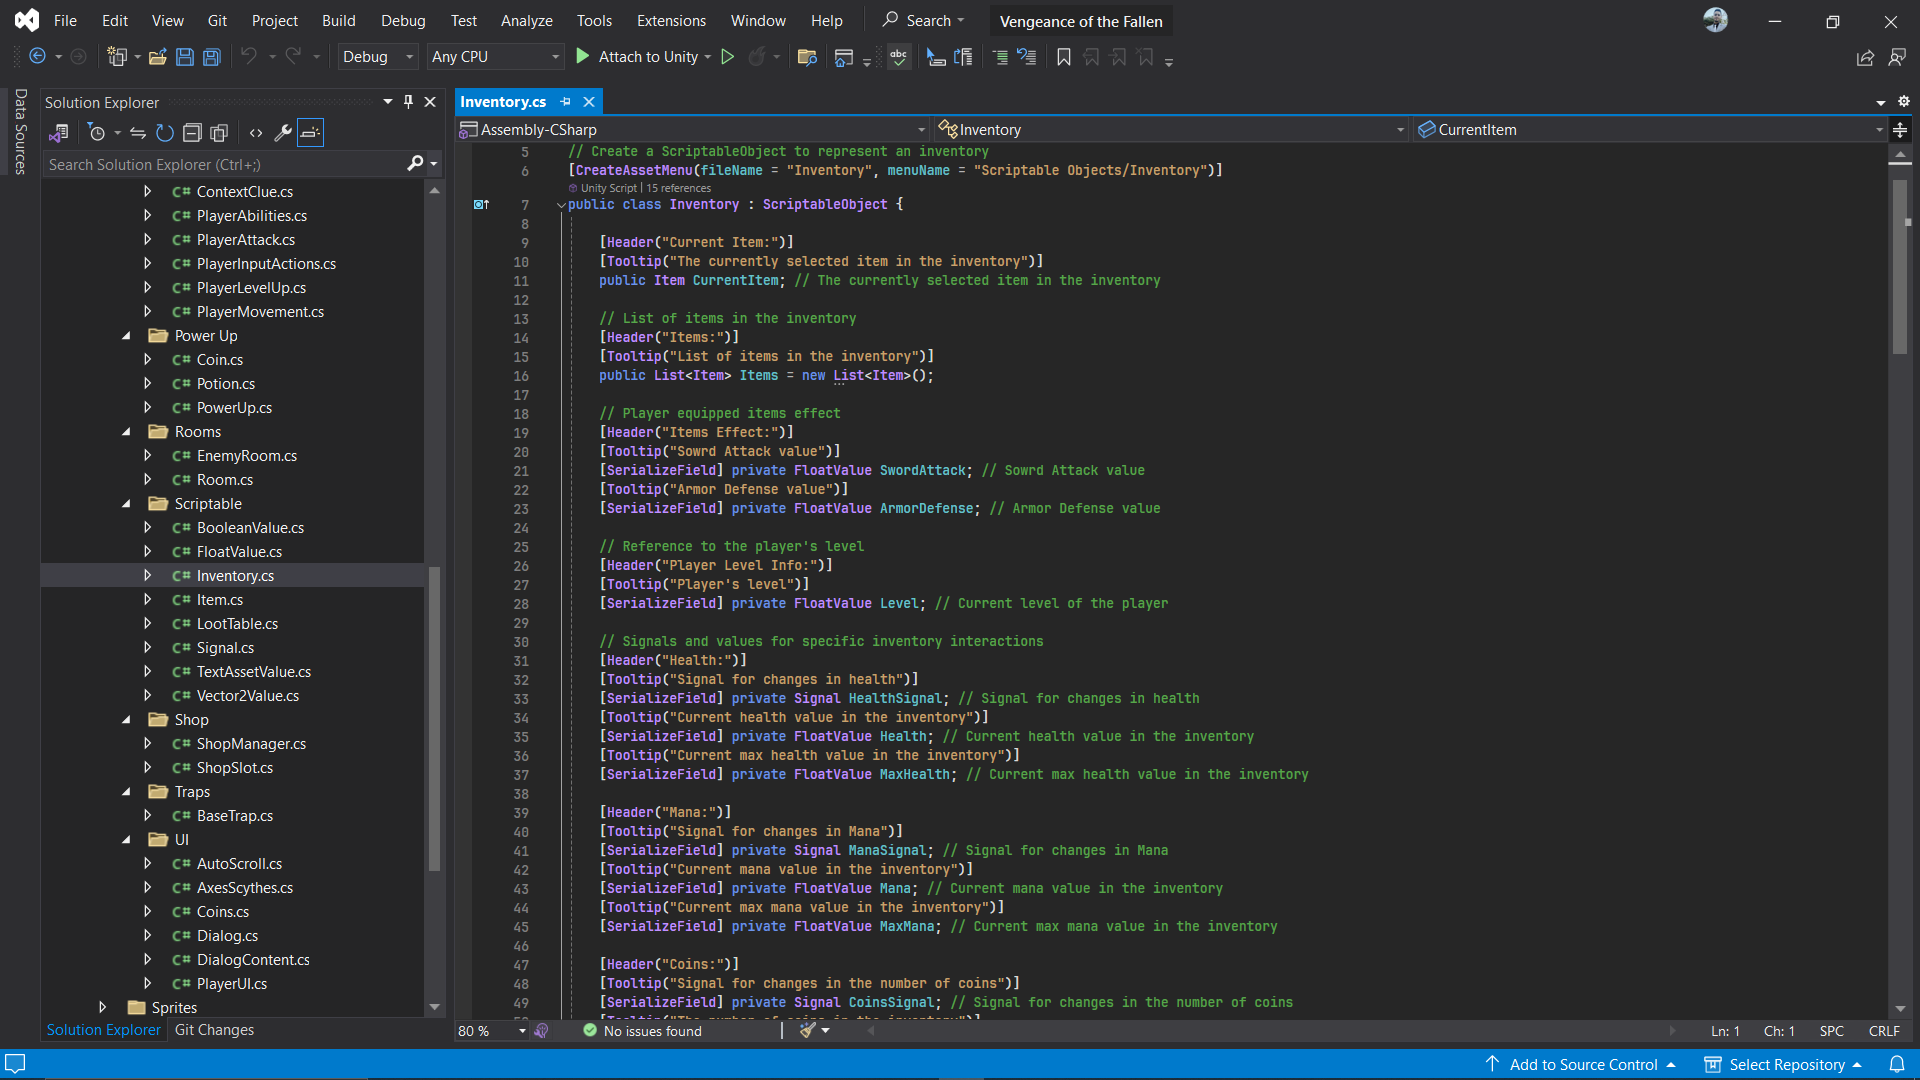 File Edit View Git Project Build Debug Test Analyze Tools Extensions Window Help Search Vengeance of the Fallen
Debug Any CPU Attach to Unity
Data Sources
Solution Explorer
Search Solution Explorer (Ctrl+;)
C# ContextClue.cs
C# PlayerAbilities.cs
C# PlayerAttack.cs
C# PlayerInputActions.cs
C# PlayerLevelUp.cs
C# PlayerMovement.cs
Power Up
C# Coin.cs
C# Potion.cs
C# PowerUp.cs
Rooms
C# EnemyRoom.cs
C# Room.cs
Scriptable
C# BooleanValue.cs
C# FloatValue.cs
C# Inventory.cs
C# Item.cs
C# LootTable.cs
C# Signal.cs
C# TextAssetValue.cs
C# Vector2Value.cs
Shop
C# ShopManager.cs
C# ShopSlot.cs
Traps
C# BaseTrap.cs
UI
C# AutoScroll.cs
C# AxesScythes.cs
C# Coins.cs
C# Dialog.cs
C# DialogContent.cs
C# PlayerUI.cs
Sprites
Solution Explorer Git Changes
Inventory.cs
Assembly-CSharp Inventory CurrentItem
5 // Create a ScriptableObject to represent an inventory
6 [CreateAssetMenu(fileName = "Inventory", menuName = "Scriptable Objects/Inventory")]
Unity Script | 15 references
7 public class Inventory : ScriptableObject {
8
9 [Header("Current Item:")]
10 [Tooltip("The currently selected item in the inventory")]
11 public Item CurrentItem; // The currently selected item in the inventory
12
13 // List of items in the inventory
14 [Header("Items:")]
15 [Tooltip("List of items in the inventory")]
16 public List<Item> Items = new List<Item>();
17
18 // Player equipped items effect
19 [Header("Items Effect:")]
20 [Tooltip("Sowrd Attack value")]
21 [SerializeField] private FloatValue SwordAttack; // Sowrd Attack value
22 [Tooltip("Armor Defense value")]
23 [SerializeField] private FloatValue ArmorDefense; // Armor Defense value
24
25 // Reference to the player's level
26 [Header("Player Level Info:")]
27 [Tooltip("Player's level")]
28 [SerializeField] private FloatValue Level; // Current level of the player
29
30 // Signals and values for specific inventory interactions
31 [Header("Health:")]
32 [Tooltip("Signal for changes in health")]
33 [SerializeField] private Signal HealthSignal; // Signal for changes in health
34 [Tooltip("Current health value in the inventory")]
35 [SerializeField] private FloatValue Health; // Current health value in the inventory
36 [Tooltip("Current max health value in the inventory")]
37 [SerializeField] private FloatValue MaxHealth; // Current max health value in the inventory
38
39 [Header("Mana:")]
40 [Tooltip("Signal for changes in Mana")]
41 [SerializeField] private Signal ManaSignal; // Signal for changes in Mana
42 [Tooltip("Current mana value in the inventory")]
43 [SerializeField] private FloatValue Mana; // Current mana value in the inventory
44 [Tooltip("Current max mana value in the inventory")]
45 [SerializeField] private FloatValue MaxMana; // Current max mana value in the inventory
46
47 [Header("Coins:")]
48 [Tooltip("Signal for changes in the number of coins")]
49 [SerializeField] private Signal CoinsSignal; // Signal for changes in the number of coins
80 % No issues found Ln: 1 Ch: 1 SPC CRLF
Add to Source Control Select Repository